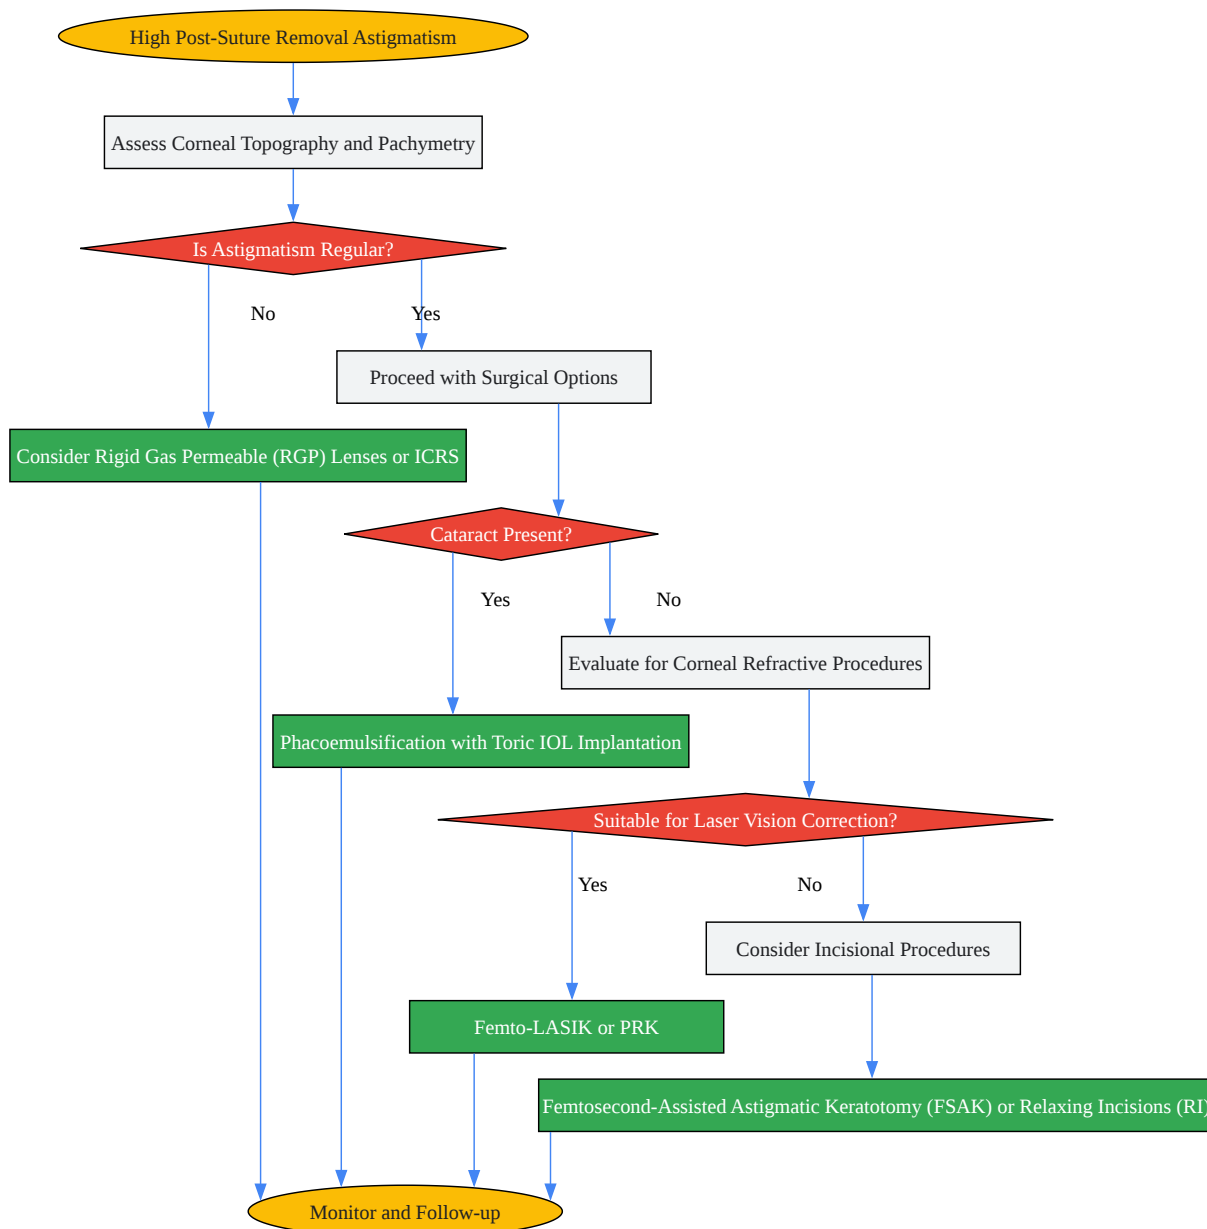 High Post-Suture Removal Astigmatism
Assess Corneal Topography and Pachymetry
Is Astigmatism Regular?
No
Yes
Proceed with Surgical Options
Consider Rigid Gas Permeable (RGP) Lenses or ICRS
Cataract Present?
Yes
No
Evaluate for Corneal Refractive Procedures
Phacoemulsification with Toric IOL Implantation
Suitable for Laser Vision Correction?
Yes
No
Consider Incisional Procedures
Femto-LASIK or PRK
Femtosecond-Assisted Astigmatic Keratotomy (FSAK) or Relaxing Incisions (RI)
Monitor and Follow-up